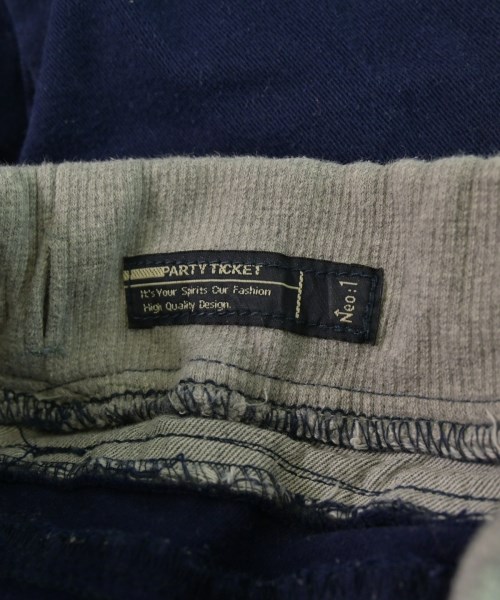 PARTY TICKET
It's Your Spirits Our Fashion
High Quality Design.
Neo:1